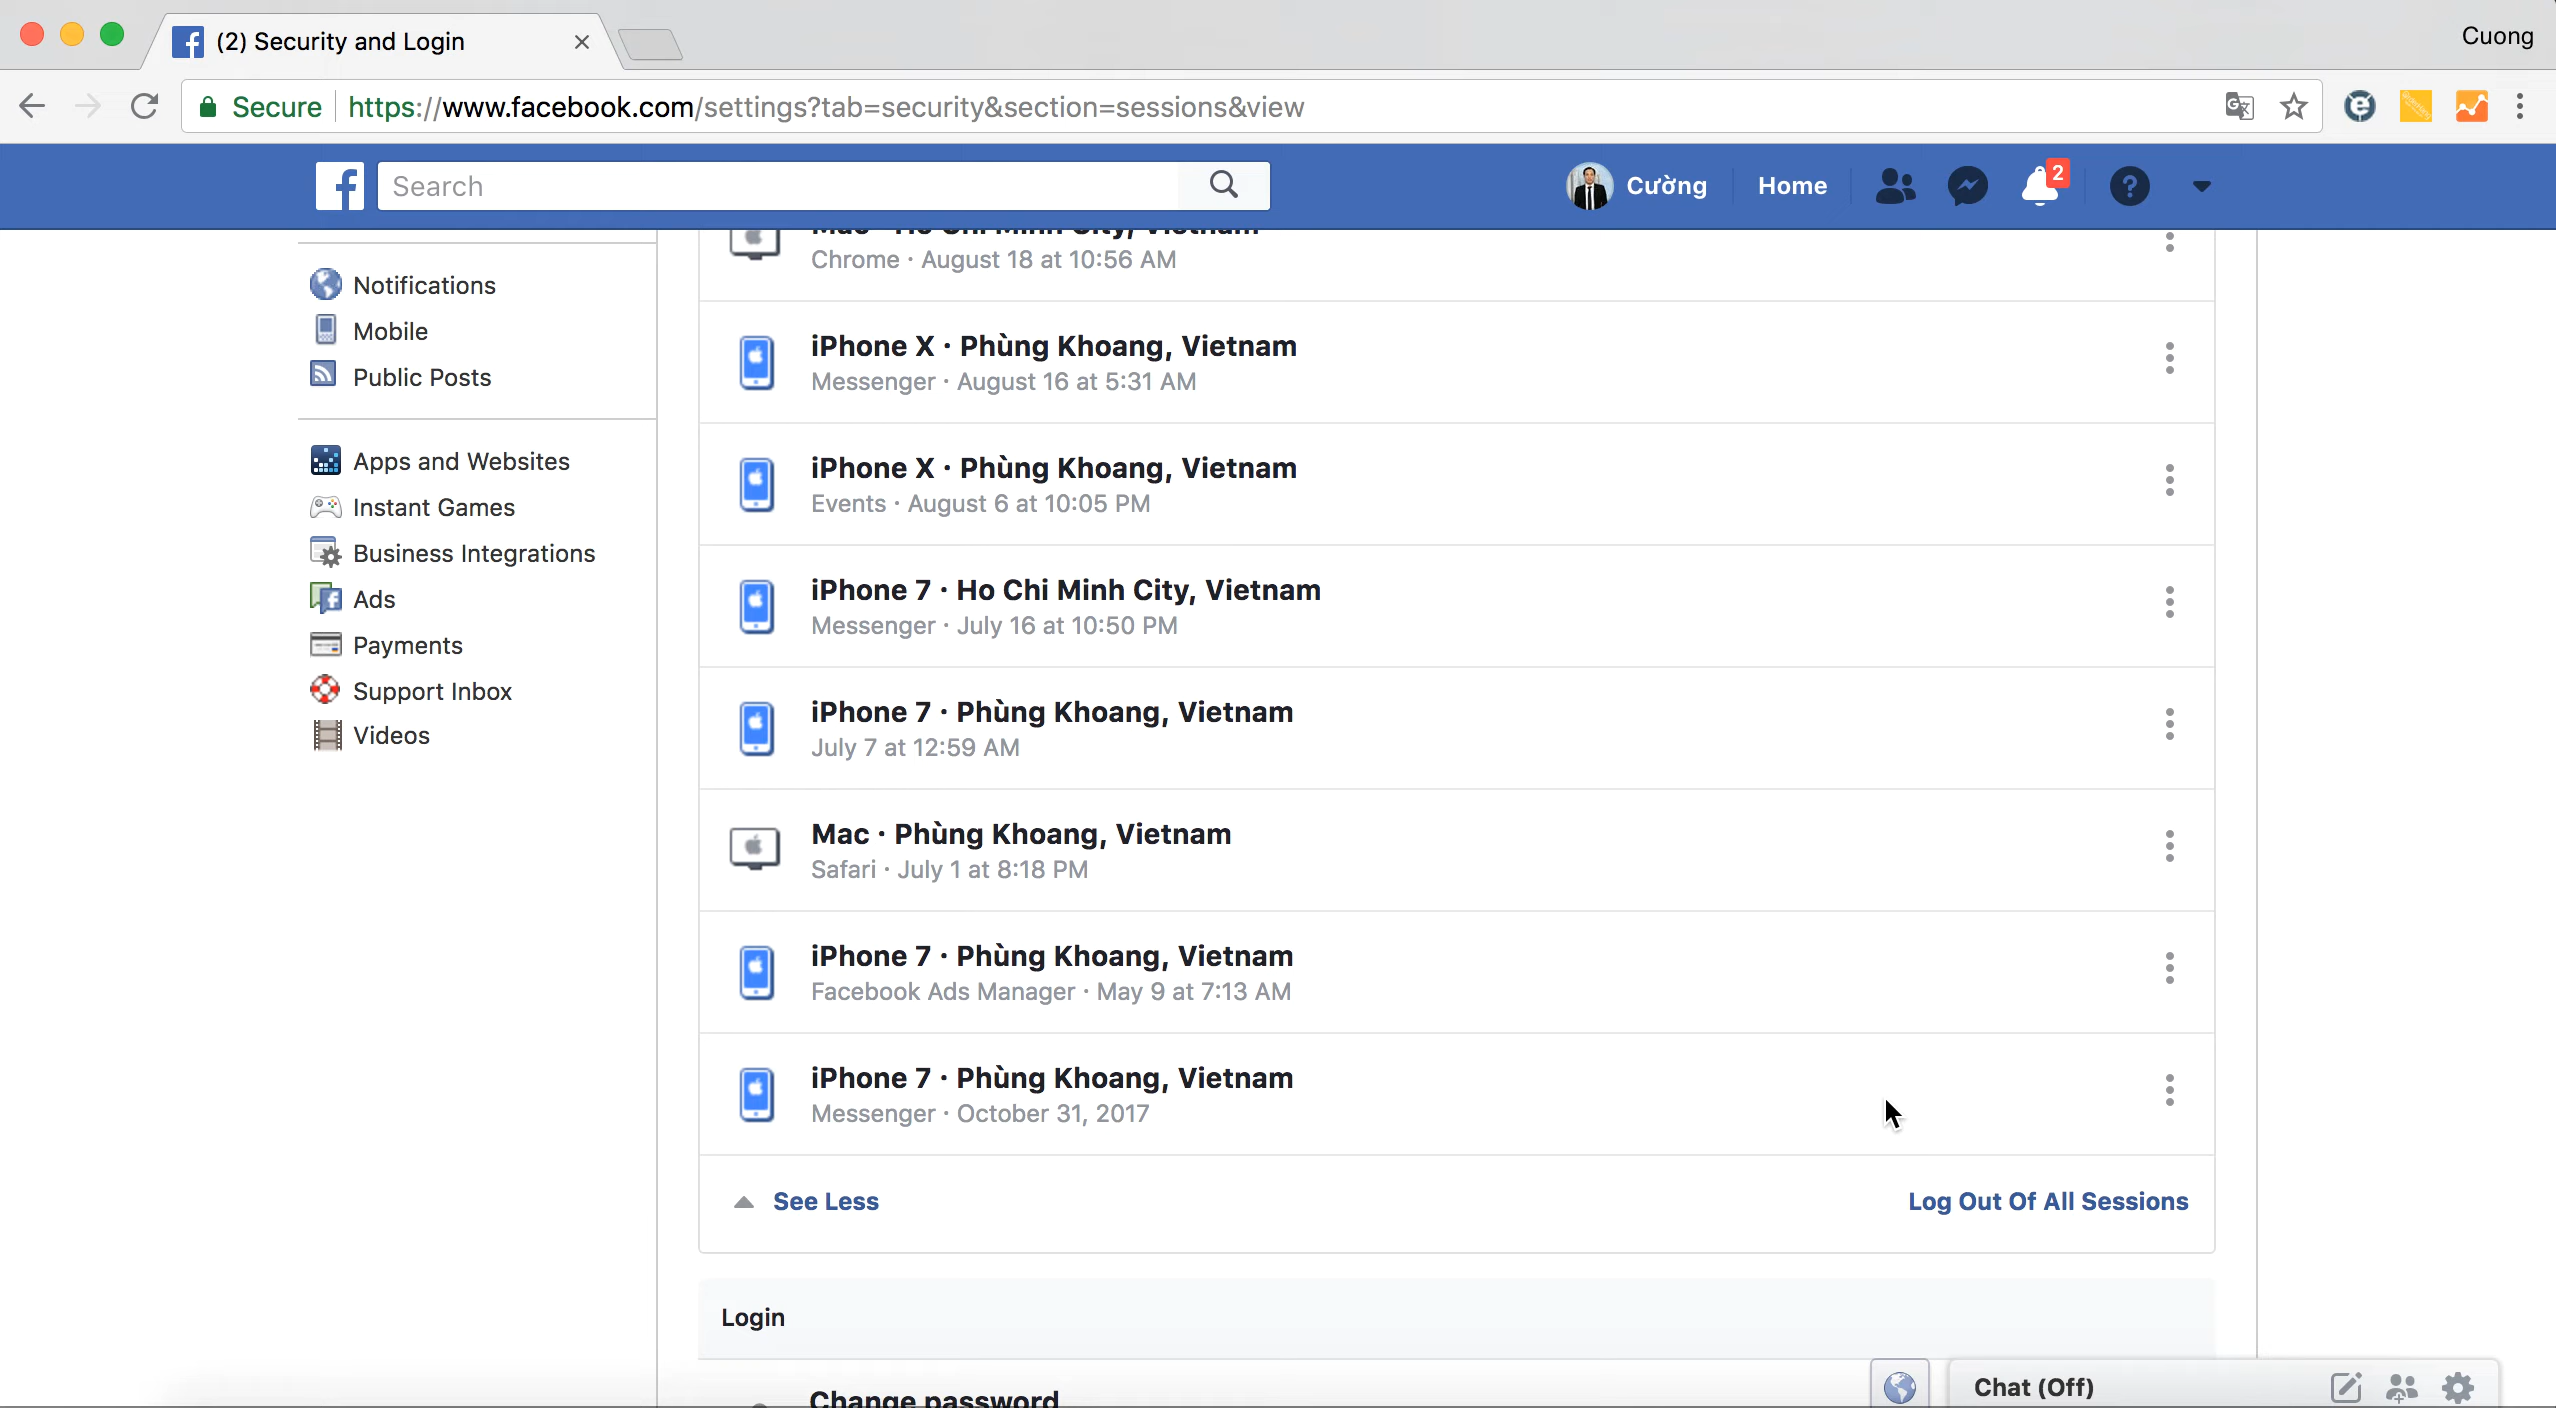 (2) Security and Login
Cuong
Secure
https://www.facebook.com/settings?tab=security&section=sessions&view
Search
Cường
Home
2
Notifications
Mobile
Public Posts
Apps and Websites
Instant Games
Business Integrations
Ads
Payments
Support Inbox
Videos
Mac · Ho Chi Minh City, Vietnam
Chrome · August 18 at 10:56 AM
iPhone X · Phùng Khoang, Vietnam
Messenger · August 16 at 5:31 AM
iPhone X · Phùng Khoang, Vietnam
Events · August 6 at 10:05 PM
iPhone 7 · Ho Chi Minh City, Vietnam
Messenger · July 16 at 10:50 PM
iPhone 7 · Phùng Khoang, Vietnam
July 7 at 12:59 AM
Mac · Phùng Khoang, Vietnam
Safari · July 1 at 8:18 PM
iPhone 7 · Phùng Khoang, Vietnam
Facebook Ads Manager · May 9 at 7:13 AM
iPhone 7 · Phùng Khoang, Vietnam
Messenger · October 31, 2017
See Less
Log Out Of All Sessions
Login
Change password
Chat (Off)